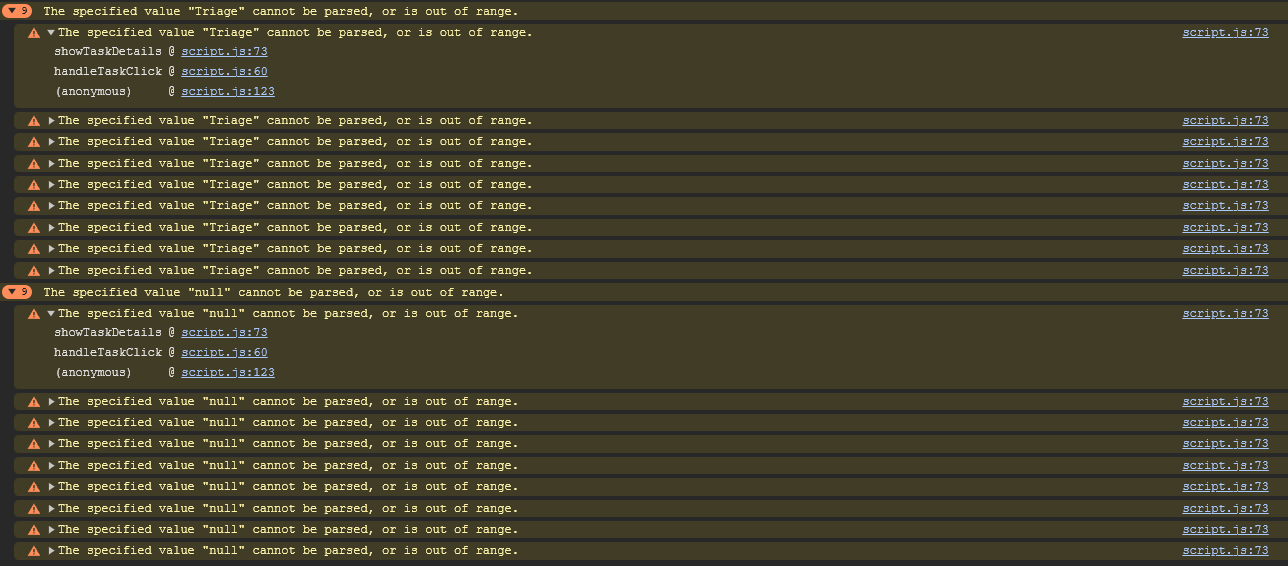 9 The specified value "Triage" cannot be parsed, or is out of range.
The specified value "Triage" cannot be parsed, or is out of range. script.js:73
showTaskDetails @ script.js:73
handleTaskClick @ script.js:60
(anonymous) @ script.js:123
The specified value "Triage" cannot be parsed, or is out of range. script.js:73
The specified value "Triage" cannot be parsed, or is out of range. script.js:73
The specified value "Triage" cannot be parsed, or is out of range. script.js:73
The specified value "Triage" cannot be parsed, or is out of range. script.js:73
The specified value "Triage" cannot be parsed, or is out of range. script.js:73
The specified value "Triage" cannot be parsed, or is out of range. script.js:73
The specified value "Triage" cannot be parsed, or is out of range. script.js:73
The specified value "Triage" cannot be parsed, or is out of range. script.js:73
9 The specified value "null" cannot be parsed, or is out of range.
The specified value "null" cannot be parsed, or is out of range. script.js:73
showTaskDetails @ script.js:73
handleTaskClick @ script.js:60
(anonymous) @ script.js:123
The specified value "null" cannot be parsed, or is out of range. script.js:73
The specified value "null" cannot be parsed, or is out of range. script.js:73
The specified value "null" cannot be parsed, or is out of range. script.js:73
The specified value "null" cannot be parsed, or is out of range. script.js:73
The specified value "null" cannot be parsed, or is out of range. script.js:73
The specified value "null" cannot be parsed, or is out of range. script.js:73
The specified value "null" cannot be parsed, or is out of range. script.js:73
The specified value "null" cannot be parsed, or is out of range. script.js:73